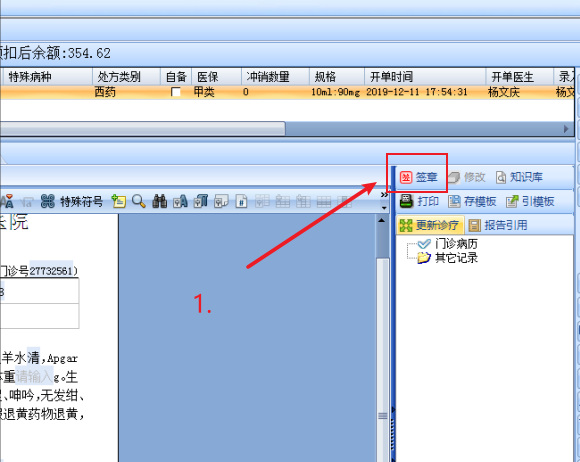 扣后余额:354.62
特殊病种 处方类别 自备 医保 冲销数量 规格 开单时间 开单医生 录入
西药 甲类 0 10ml:90mg 2019-12-11 17:54:31 杨文庆 杨文
签章 修改 知识库
特殊符号
打印 存模板 引模板
医院
更新诊疗 报告引用
门诊病历
其它记录
门诊号27732561)
1.
羊水清,Apgar
体重请输入g。生
、呻吟,无发绀、
退黄药物退黄,